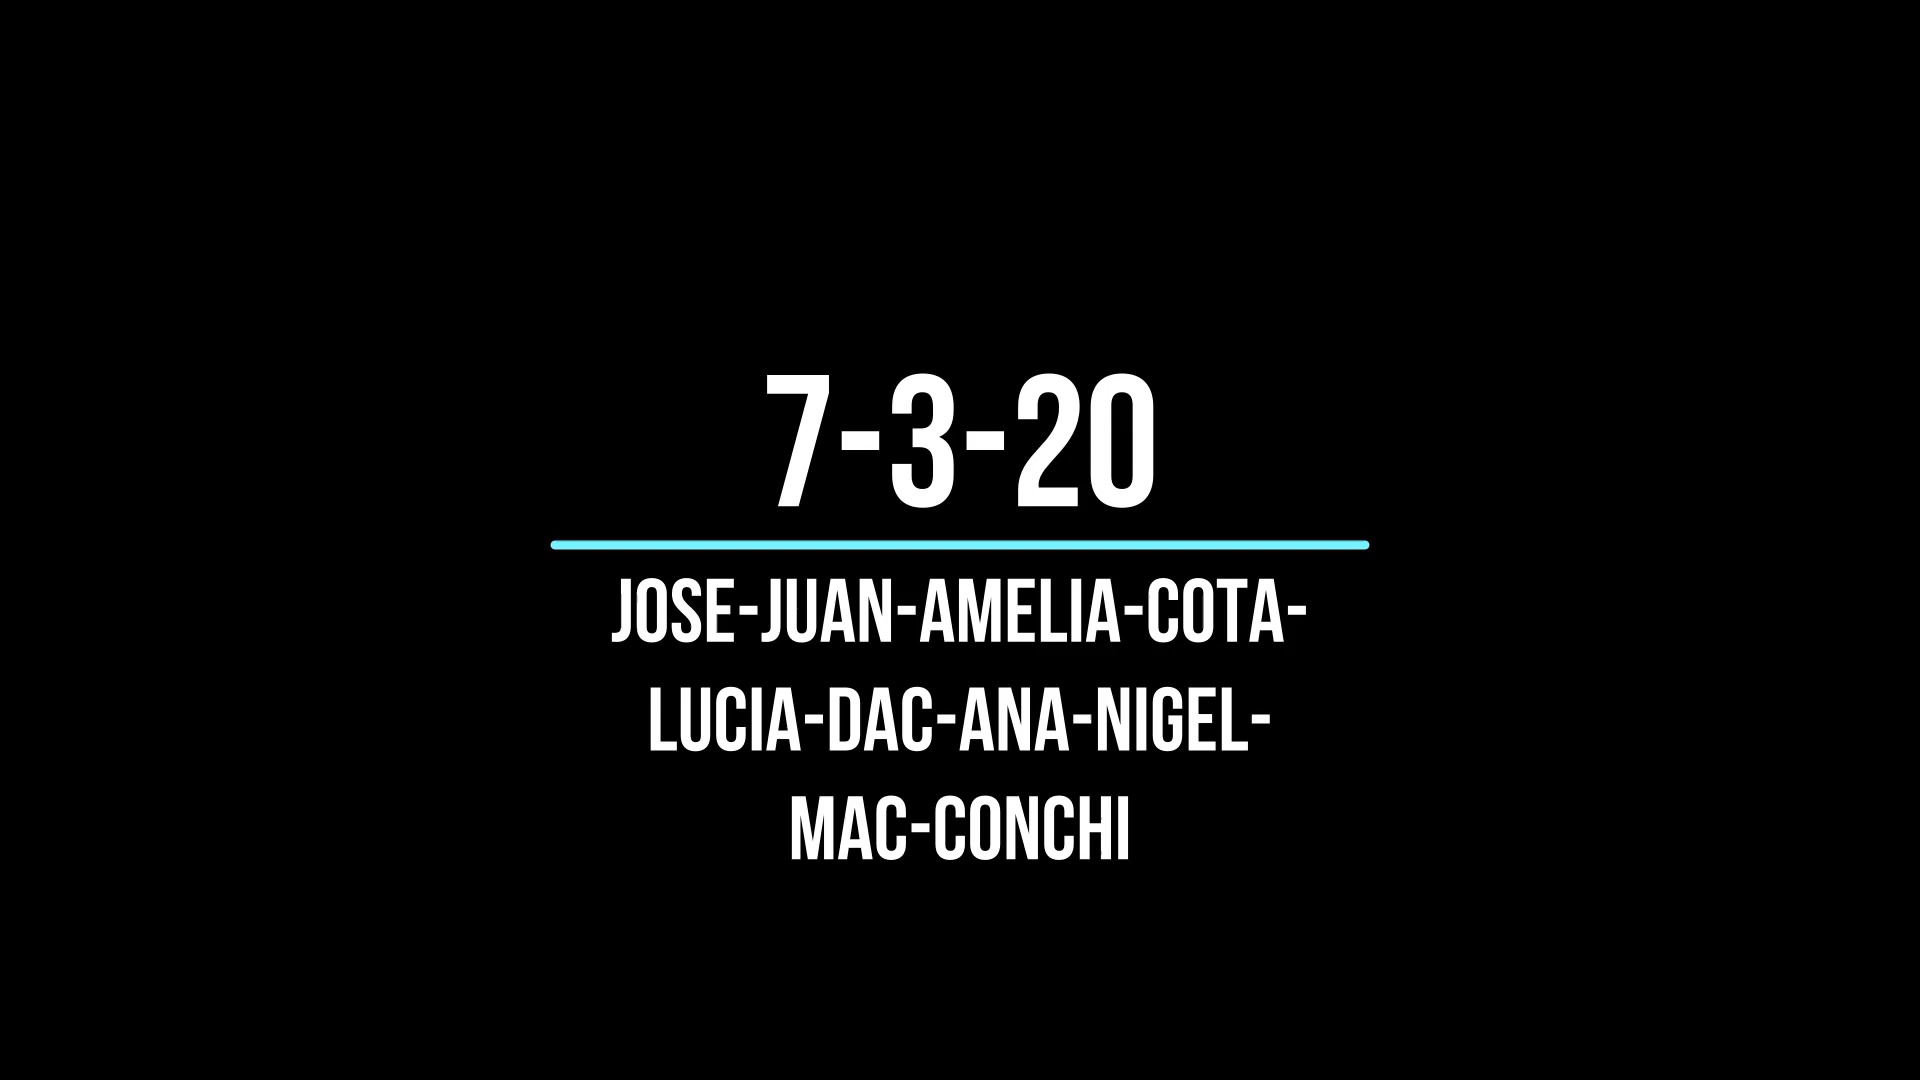 7-3-20
JOSE-JUAN-AMELIA-COTA-
LUCIA-DAC-ANA-NIGEL-
MAC-CONCHI